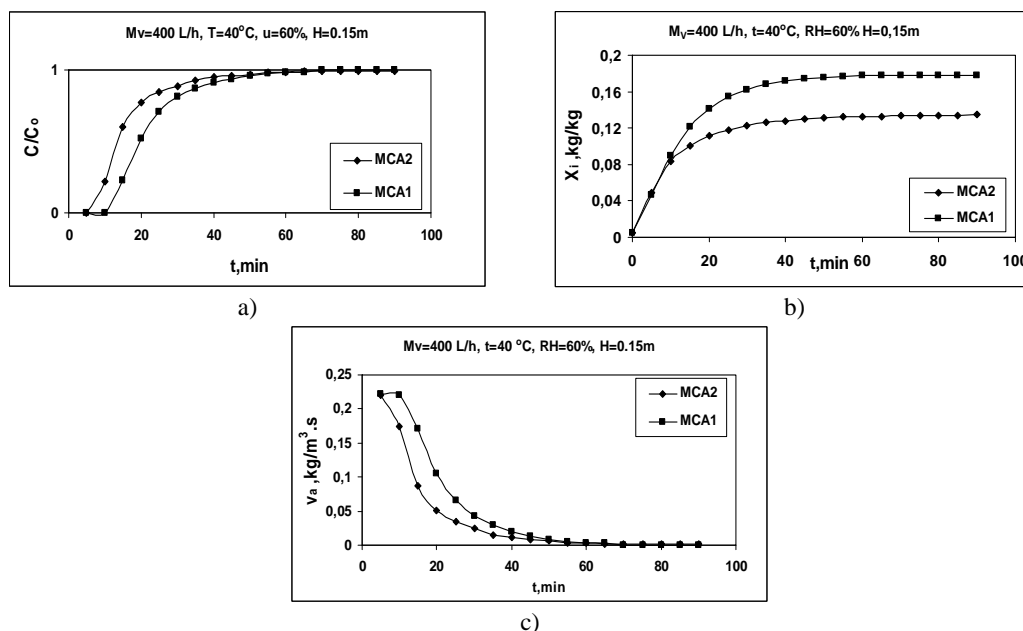 Mv=400 L/h, T=40°C, u=60%, H=0.15m
C/Co
1
0
MCA2
MCA1
0 20 40 60 80 100
t,min
a)
Mv=400 L/h, t=40°C, RH=60% H=0,15m
Xi ,kg/kg
0,2
0,16
0,12
0,08
0,04
0
MCA2
MCA1
0 20 40 60 80 100
t,min
b)
Mv=400 L/h, t=40 °C, RH=60%, H=0.15m
va ,kg/m³.s
0,25
0,2
0,15
0,1
0,05
0
MCA2
MCA1
0 20 40 60 80 100
t,min
c)